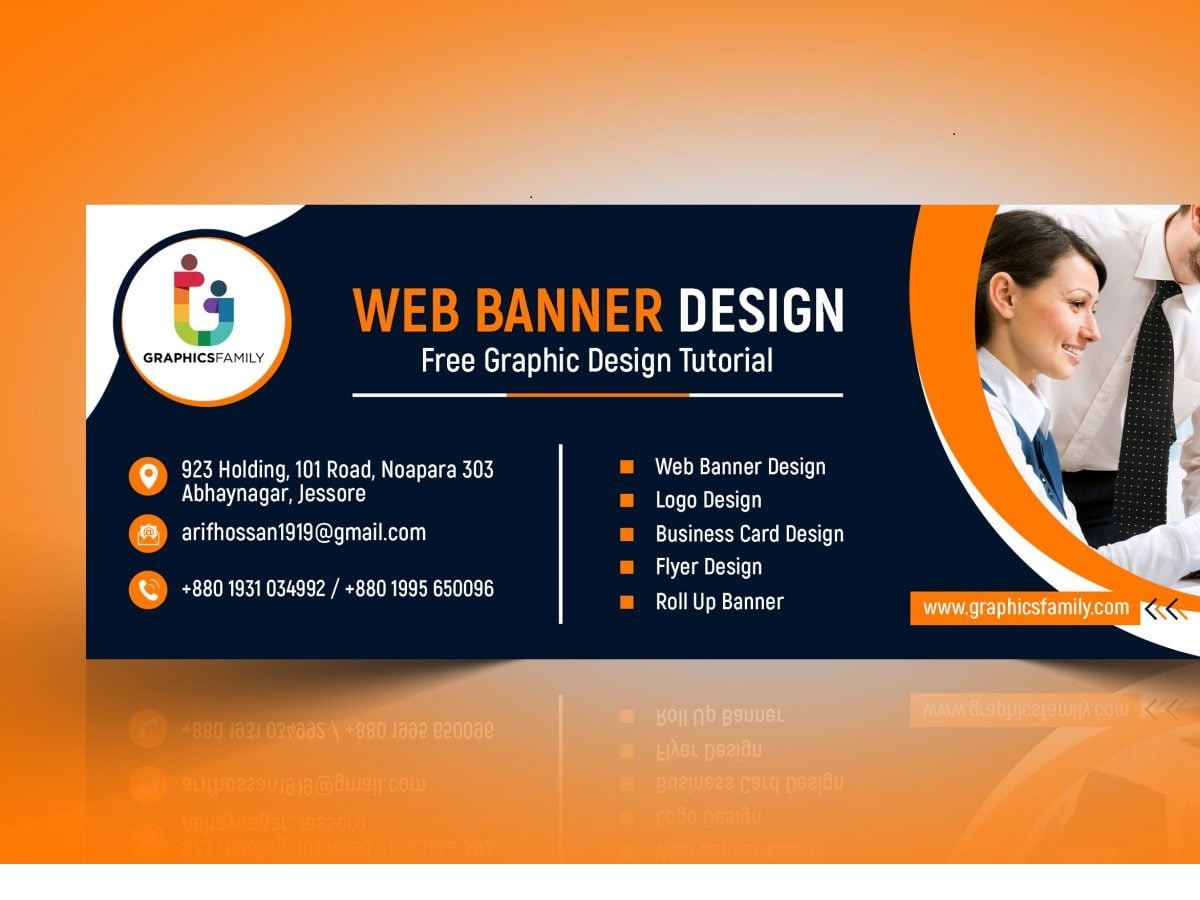 GRAPHICSFAMILY
WEB BANNER DESIGN
Free Graphic Design Tutorial
923 Holding, 101 Road, Noapara 303
Abhaynagar, Jessore
arifhossan1919@gmail.com
+880 1931 034992 / +880 1995 650096
Web Banner Design
Logo Design
Business Card Design
Flyer Design
Roll Up Banner
www.graphicsfamily.com